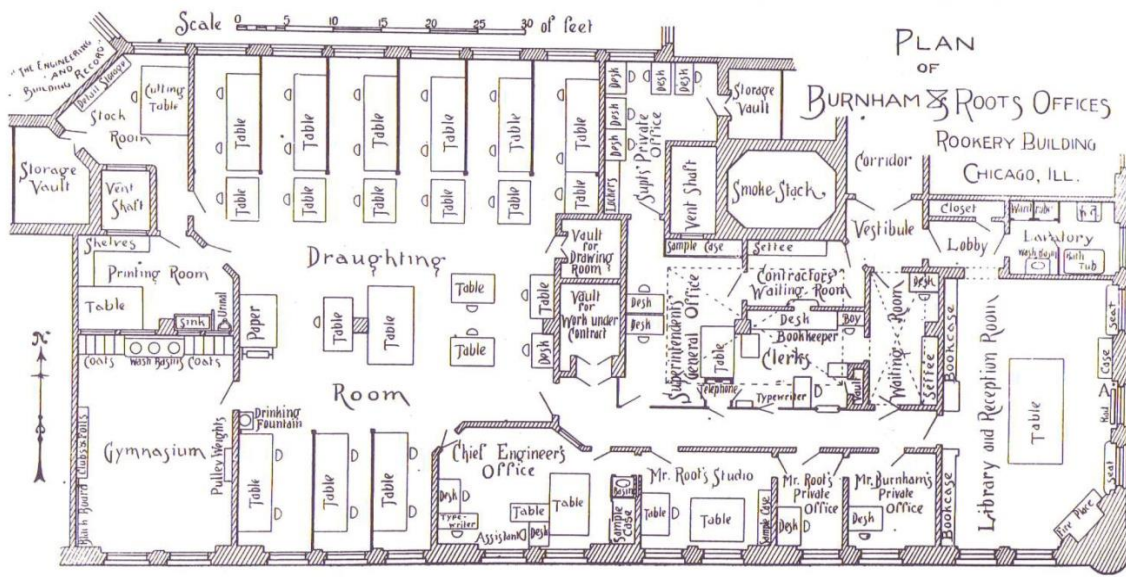 Scale 0 5 10 15 20 25 30 of feet
PLAN
OF
BURNHAM & ROOTS OFFICES
ROOKERY BUILDING
CHICAGO, ILL.
"THE ENGINEERING
AND
BUILDING RECORD"
Detail Storage
Cutting
Table
Stock
Room
Storage
Vault
Vent
Shaft
Table
Table
Table
Table
Table
Table
Table
Table
Table
Table
Table
Table
Desk
Desk
Desk
Desk
Desk
Lockers
Supts' Private
Office
Storage
Vault
Vent Shaft
Smoke-Stack
Corridor
Vestibule
Closet
Lobby
Lavatory
Wash Basin
Bath
Tub
Shelves
Printing Room
Table
Sink
Urinal
Coats
Wash Basins
Coats
Paper
Draughting
Room
Table
Table
Table
Table
Table
Desk
Vault
for
Drawing
Room
Vault
for
Work under
Contract
Sample Case
Settee
Desk
Desk
Superintendent's
General Office
Table
Telephone
Contractors'
Waiting-Room
Desk
Boy
Bookkeeper
Clerks
Typewriter
Vault
Desk
Waiting-Room
Settee
Bookcase
Bookcase
Library and Reception Room
Table
Seat
Case
A
Rad
Seat
Fire Place
Gymnasium
Black Board
Clubs & Foils
Pulley Weights
Drinking
Fountain
Table
Table
Table
Chief Engineer's
Office
Desk
Type-
writer
Table
Assistant
Desk
Table
Basin
Sample
Case
Mr. Root's Studio
Table
Table
Sample Case
Mr. Root's
Private
Office
Desk
Mr. Burnham's
Private
Office
Desk